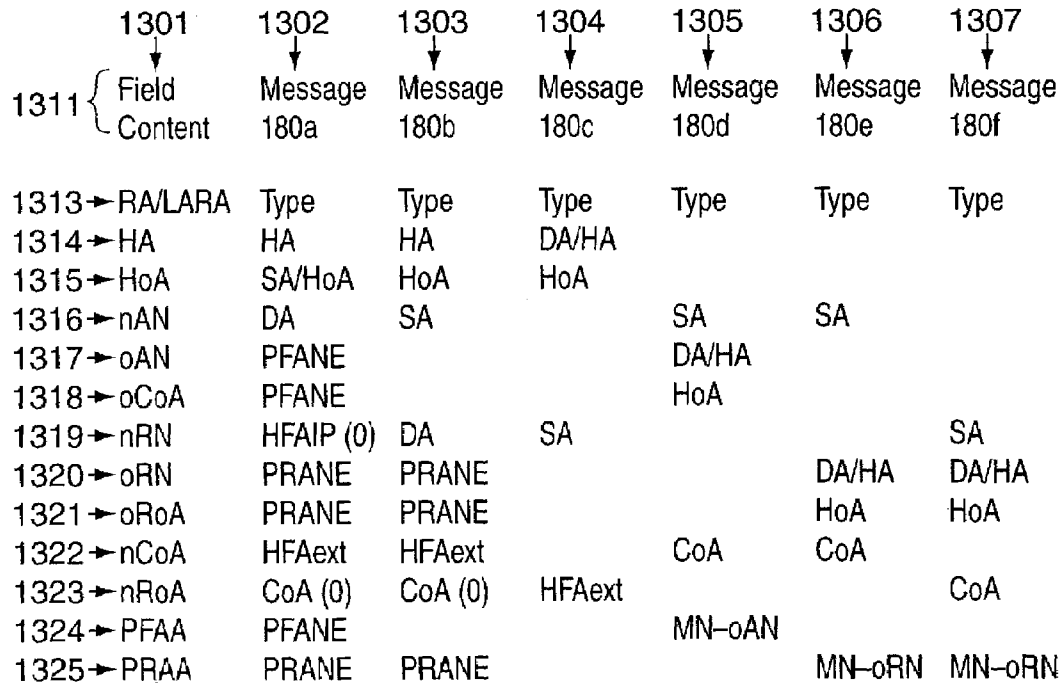 1301 1302 1303 1304 1305 1306 1307
1311 Field Message Message Message Message Message Message
Content 180a 180b 180c 180d 180e 180f
1313 RA/LARA Type Type Type Type Type Type
1314 HA HA HA DA/HA
1315 HoA SA/HoA HoA HoA
1316 nAN DA SA SA SA
1317 oAN PFANE DA/HA
1318 oCoA PFANE HoA
1319 nRN HFAIP (0) DA SA SA
1320 oRN PRANE PRANE DA/HA DA/HA
1321 oRoA PRANE PRANE HoA HoA
1322 nCoA HFAext HFAext CoA CoA
1323 nRoA CoA (0) CoA (0) HFAext CoA
1324 PFAA PFANE MN–oAN
1325 PRAA PRANE PRANE MN–oRN MN–oRN